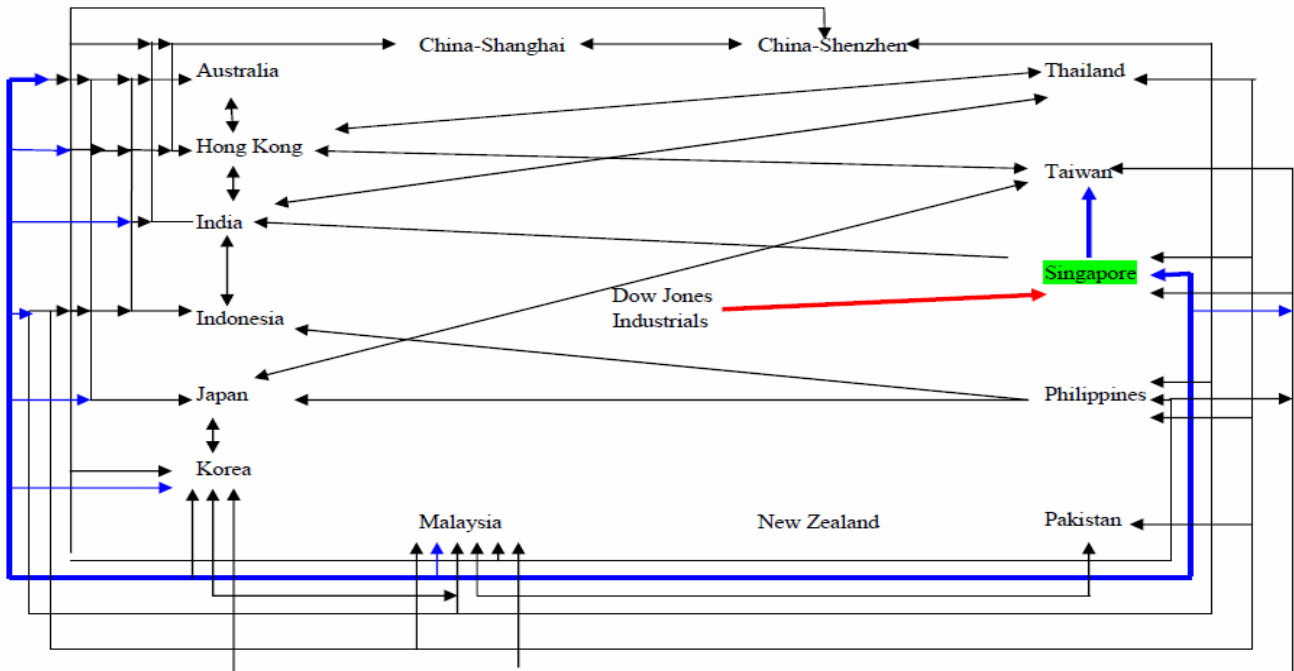 China-Shanghai
China-Shenzhen
Australia
Thailand
Hong Kong
Taiwan
India
Singapore
Dow Jones
Industrials
Indonesia
Japan
Philippines
Korea
Malaysia
New Zealand
Pakistan